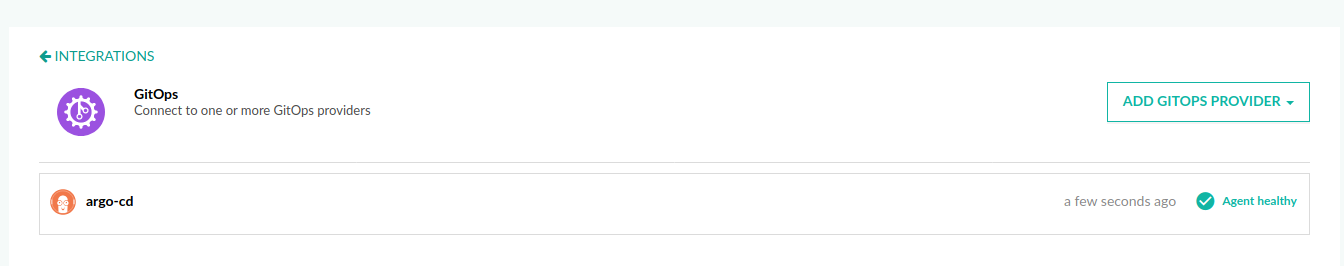 INTEGRATIONS
GitOps
Connect to one or more GitOps providers
ADD GITOPS PROVIDER
argo-cd
a few seconds ago
Agent healthy